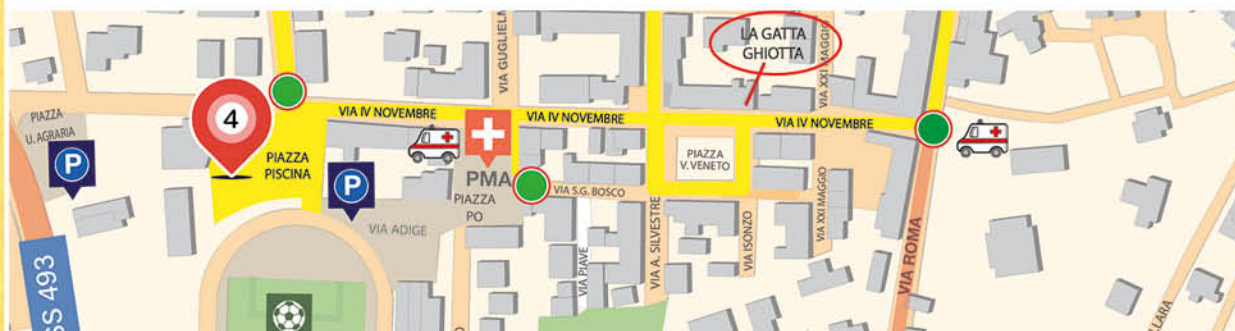 VIA GUGLIELM
LA GATTA
GHIOTTA
VIA XXI MAGGIO
PIAZZA
U. AGRARIA
4
VIA IV NOVEMBRE
VIA IV NOVEMBRE
VIA IV NOVEMBRE
P
PIAZZA
PISCINA
P
PMA
PIAZZA
PO
VIA S.G. BOSCO
PIAZZA
V. VENETO
VIA ADIGE
VIA PIAVE
VIA A. SILVESTRE
VIA ISONZO
VIA XXI MAGGIO
VIA ROMA
SS 493
O
LLARA